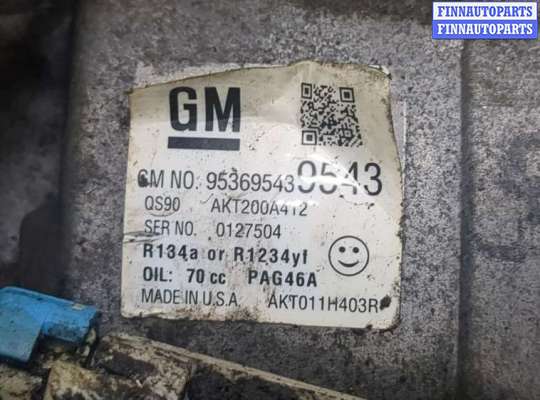 FINNAUTOPARTS
FINNAUTOPARTS
GM
GM NO. 95369543 9543
QS90 AKT200A412
SER NO. 0127504
R134a or R1234yf
OIL: 70 cc PAG46A
MADE IN U.S.A. AKT011H403R